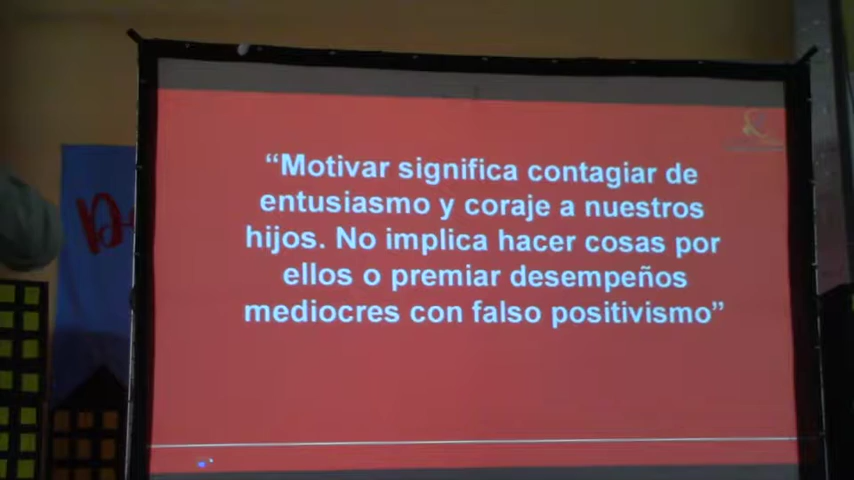 “Motivar significa contagiar de
entusiasmo y coraje a nuestros
hijos. No implica hacer cosas por
ellos o premiar desempeños
mediocres con falso positivismo”